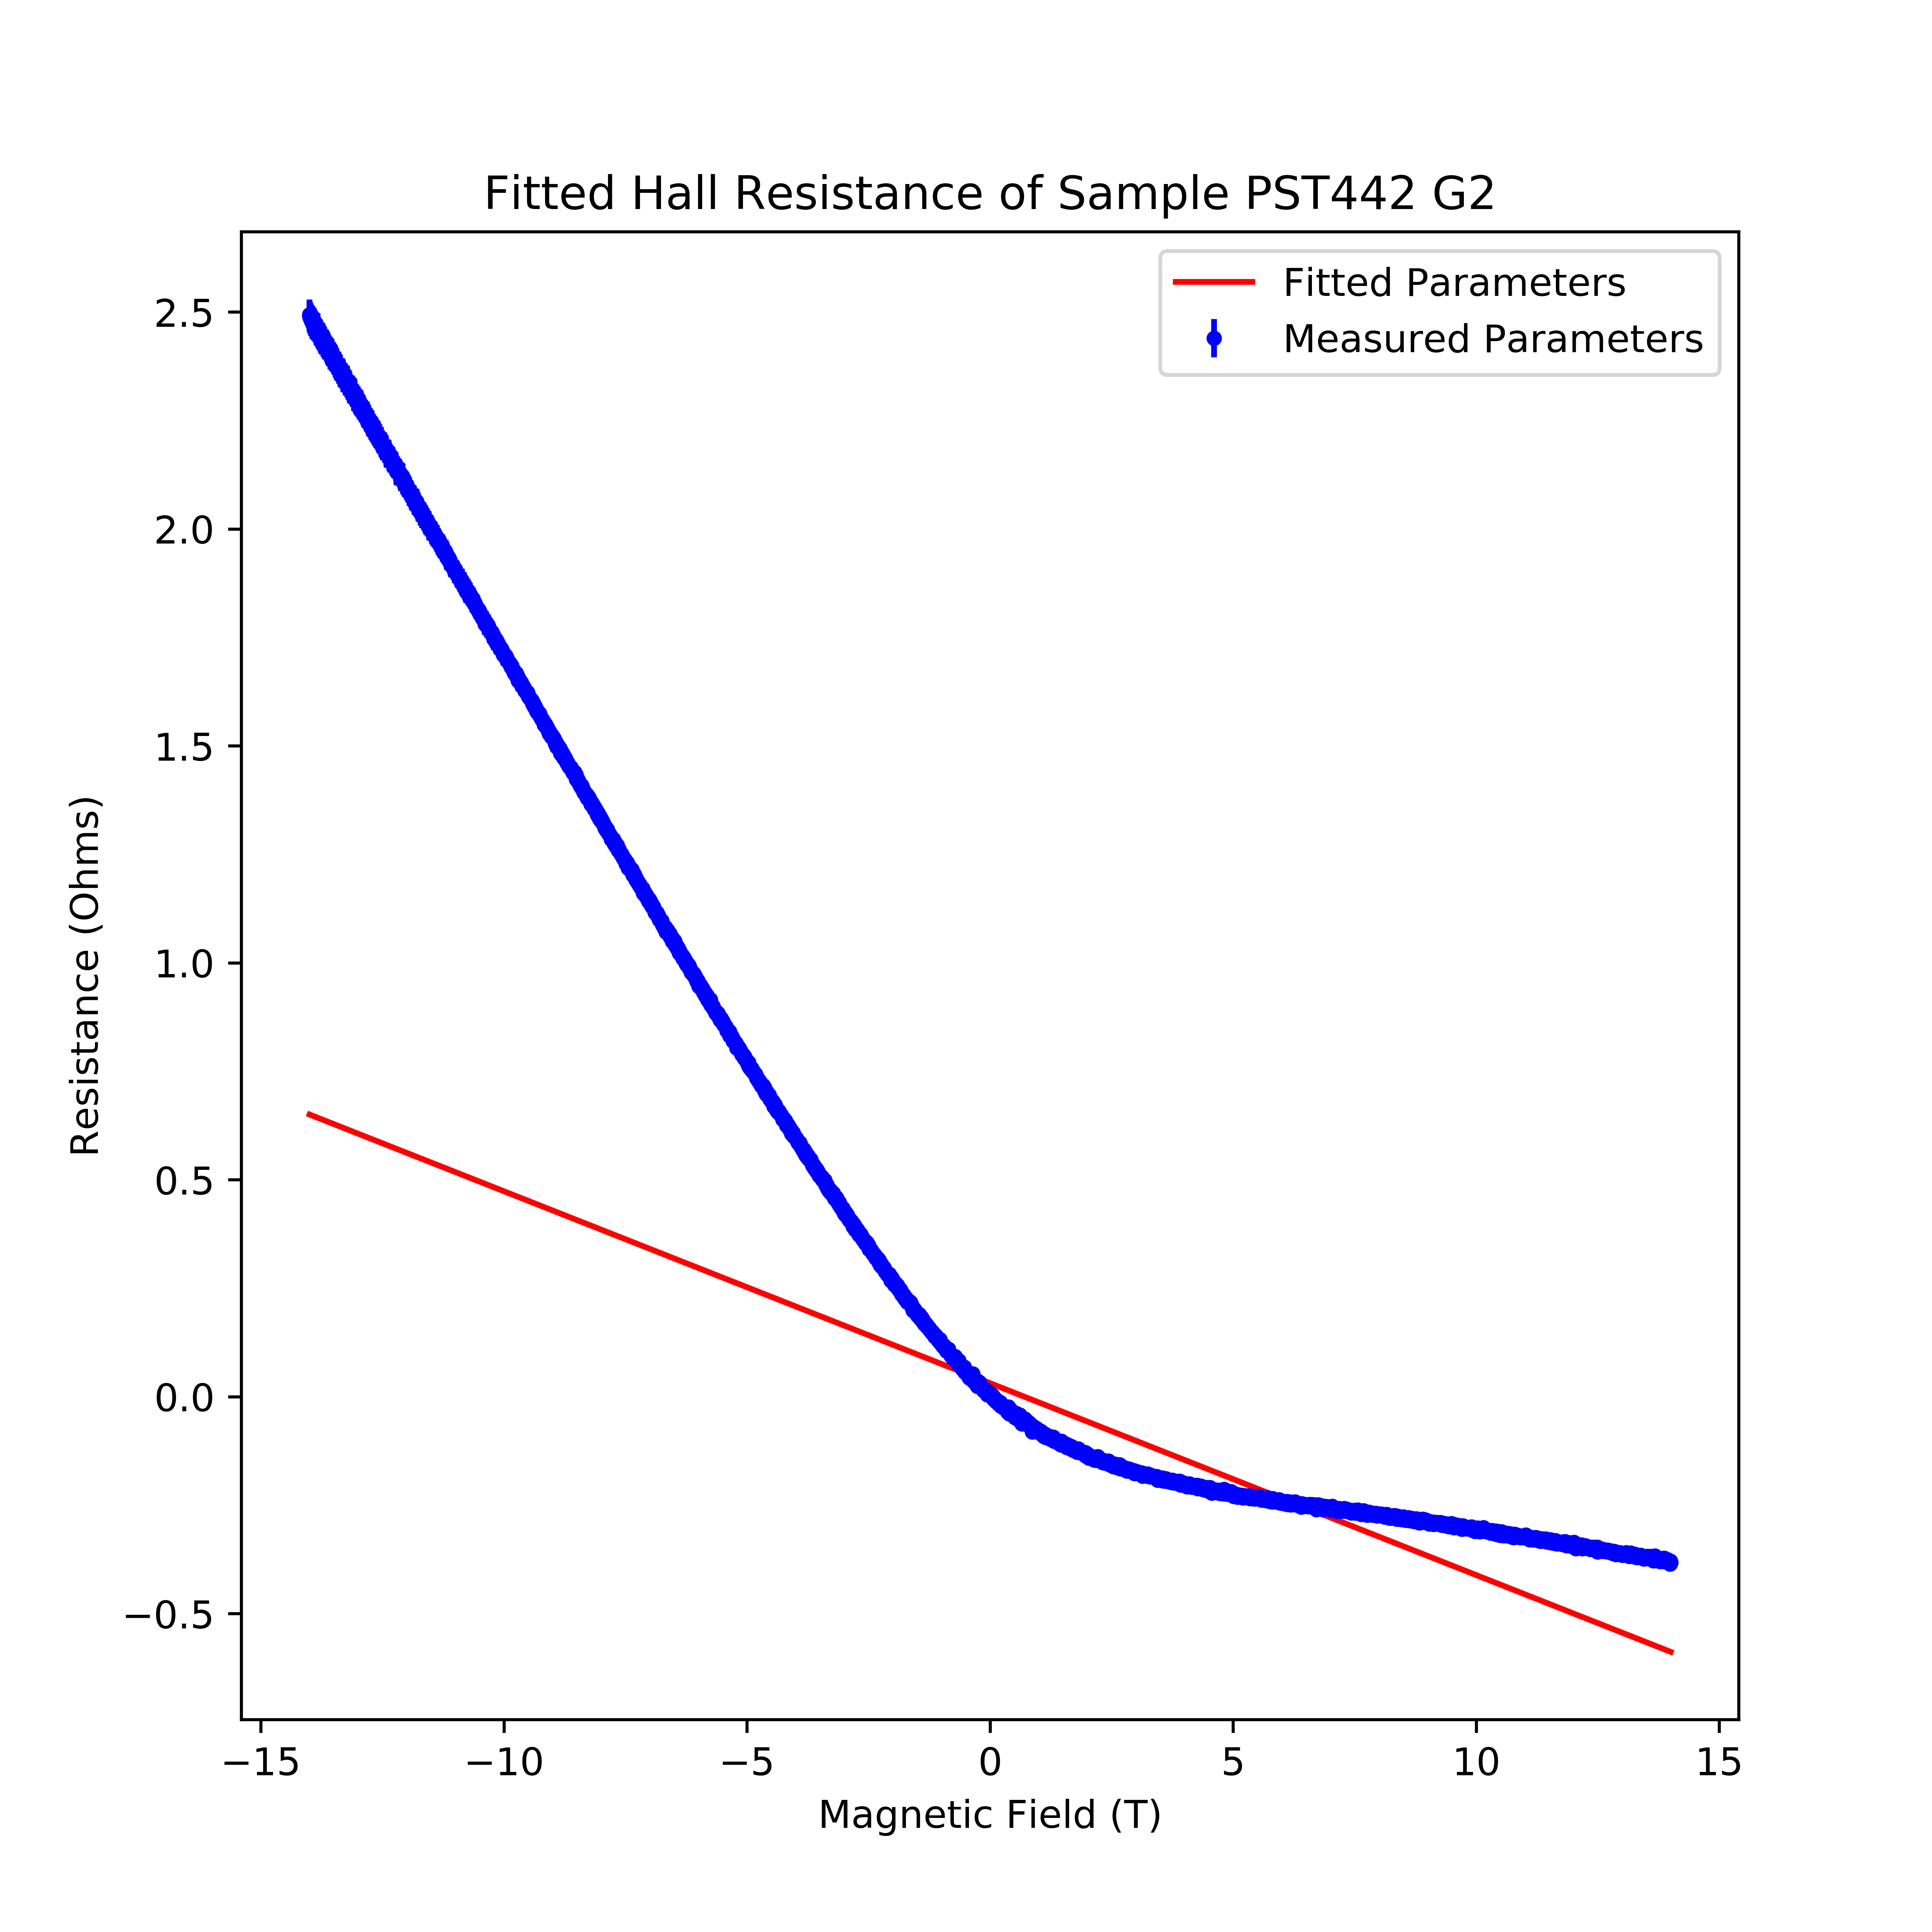 Fitted Hall Resistance of Sample PST442 G2
Fitted Parameters
Measured Parameters
2.5
2.0
1.5
1.0
0.5
0.0
−0.5
Resistance (Ohms)
−15 −10 −5 0 5 10 15
Magnetic Field (T)